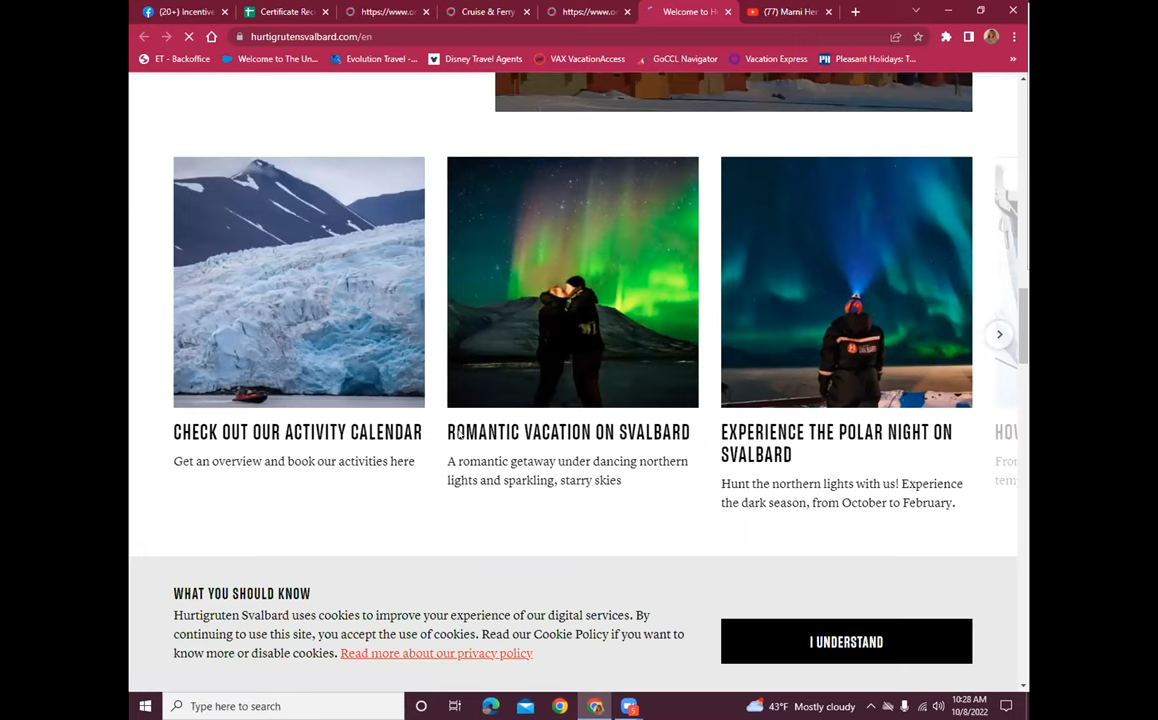 (20+) Incentive
Certificate Rec
https://www.or
Cruise & Ferry
https://www.or
Welcome to H
(77) Marni Her
hurtigrutensvalbard.com/en
ET - Backoffice
Welcome to The Un...
Evolution Travel -...
Disney Travel Agents
VAX VacationAccess
GoCCL Navigator
Vacation Express
Pleasant Holidays: T...
CHECK OUT OUR ACTIVITY CALENDAR
Get an overview and book our activities here
ROMANTIC VACATION ON SVALBARD
A romantic getaway under dancing northern
lights and sparkling, starry skies
EXPERIENCE THE POLAR NIGHT ON
SVALBARD
Hunt the northern lights with us! Experience
the dark season, from October to February.
HOW
From
tem
WHAT YOU SHOULD KNOW
Hurtigruten Svalbard uses cookies to improve your experience of our digital services. By
continuing to use this site, you accept the use of cookies. Read our Cookie Policy if you want to
know more or disable cookies. Read more about our privacy policy
I UNDERSTAND
Type here to search
43°F Mostly cloudy
10:28 AM
10/8/2022